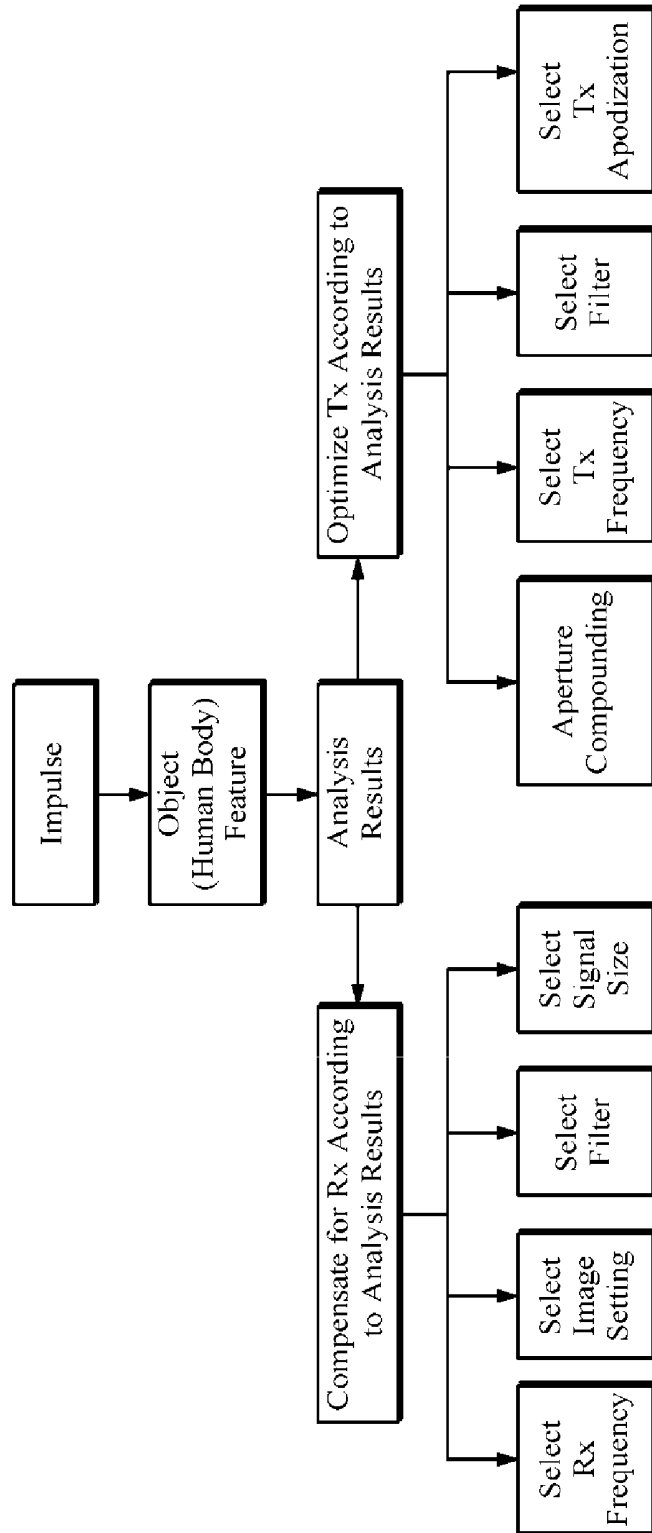 Impulse
Object
(Human Body)
Feature
Analysis
Results
Compensate for Rx According
to Analysis Results
Optimize Tx According to
Analysis Results
Select
Rx
Frequency
Select
Image
Setting
Select
Filter
Select
Signal
Size
Aperture
Compounding
Select
Tx
Frequency
Select
Filter
Select
Tx
Apodization